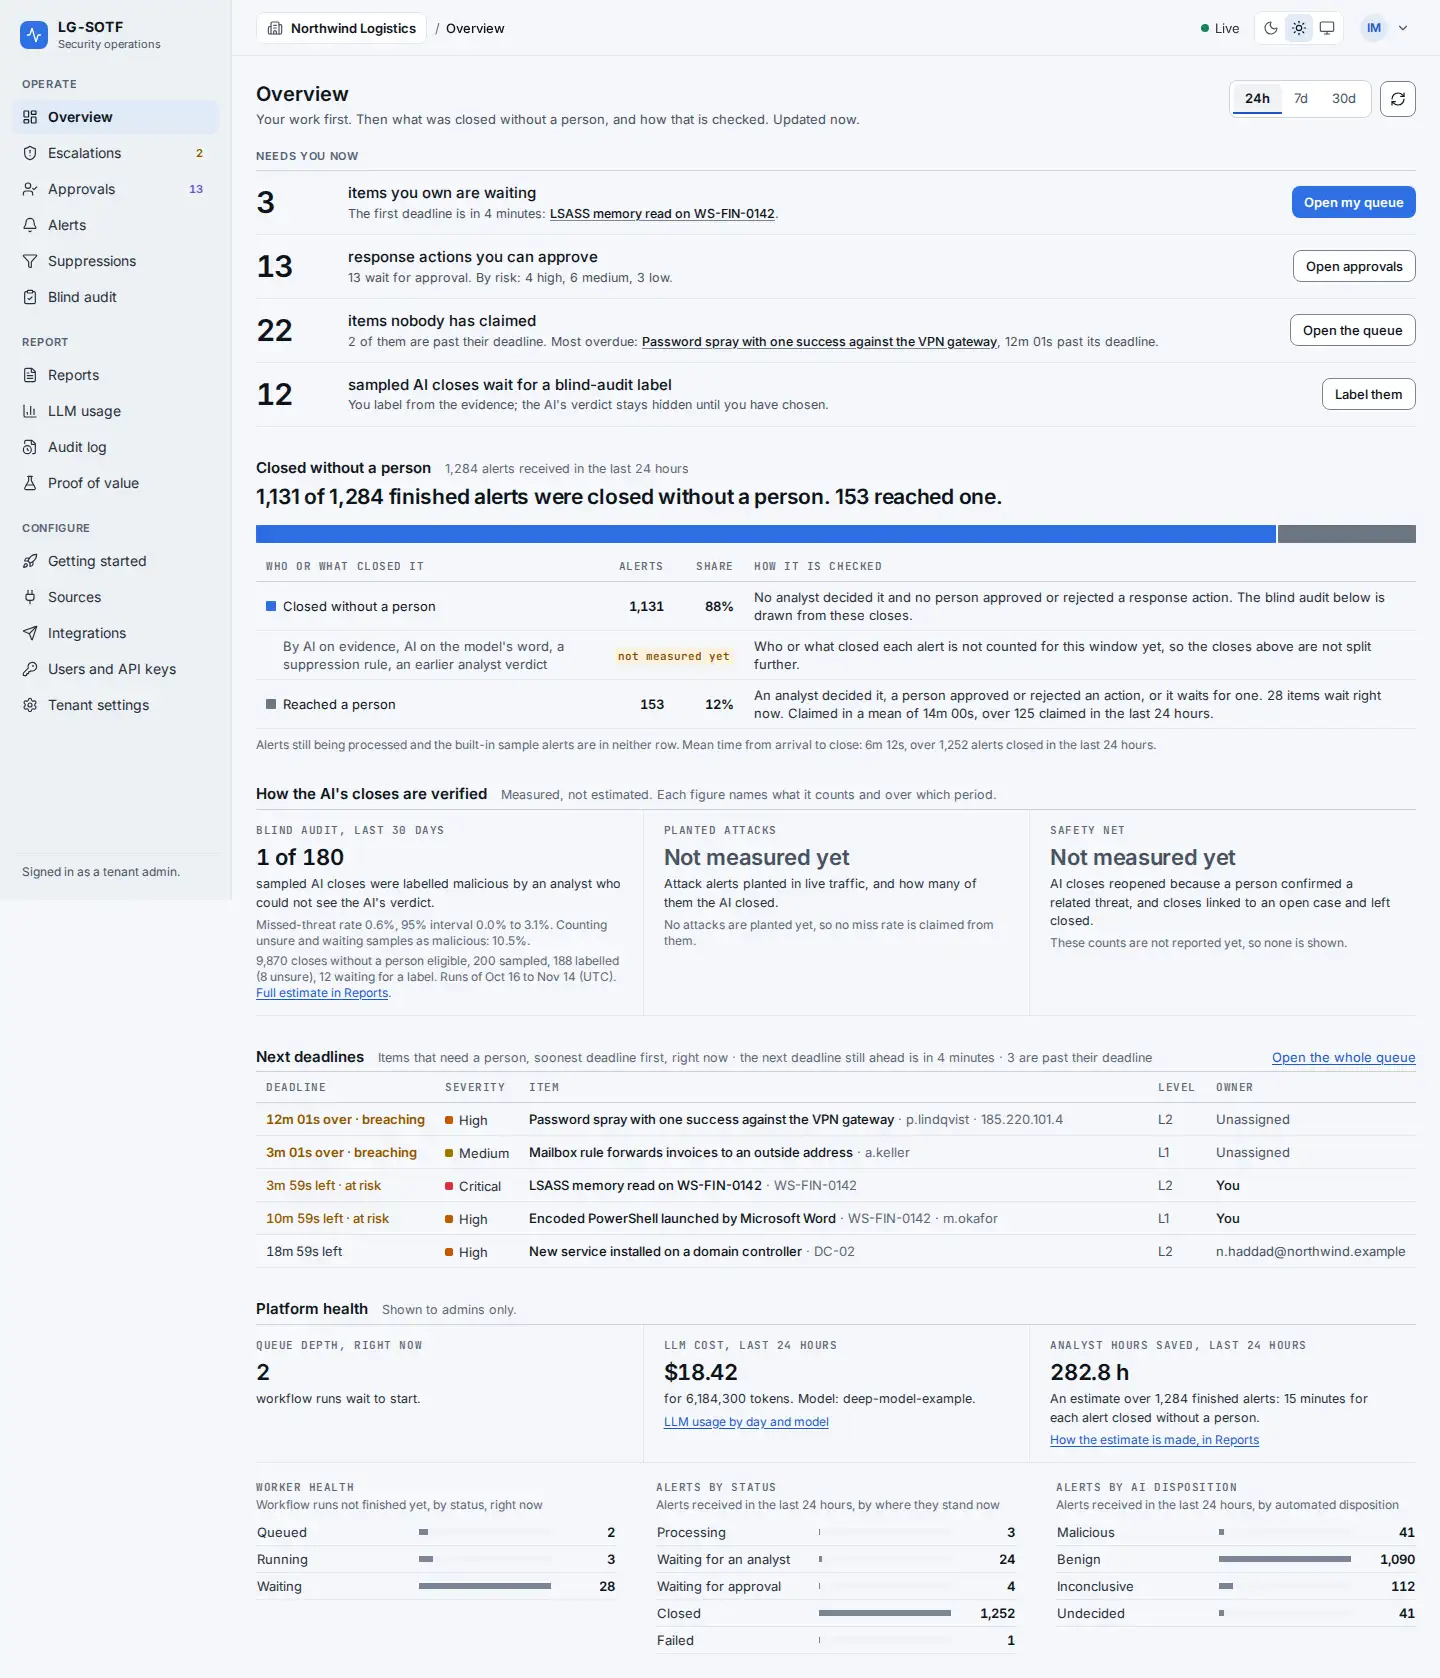 LG-SOTF
Security operations
OPERATE
Overview
Escalations 2
Approvals 13
Alerts
Suppressions
Blind audit
REPORT
Reports
LLM usage
Audit log
Proof of value
CONFIGURE
Getting started
Sources
Integrations
Users and API keys
Tenant settings
Signed in as a tenant admin.
Northwind Logistics / Overview
Live
IM
Overview
Your work first. Then what was closed without a person, and how that is checked. Updated now.
24h 7d 30d
NEEDS YOU NOW
3
items you own are waiting
The first deadline is in 4 minutes: LSASS memory read on WS-FIN-0142.
Open my queue
13
response actions you can approve
13 wait for approval. By risk: 4 high, 6 medium, 3 low.
Open approvals
22
items nobody has claimed
2 of them are past their deadline. Most overdue: Password spray with one success against the VPN gateway, 12m 01s past its deadline.
Open the queue
12
sampled AI closes wait for a blind-audit label
You label from the evidence; the AI's verdict stays hidden until you have chosen.
Label them
Closed without a person 1,284 alerts received in the last 24 hours
1,131 of 1,284 finished alerts were closed without a person. 153 reached one.
WHO OR WHAT CLOSED IT ALERTS SHARE HOW IT IS CHECKED
Closed without a person 1,131 88% No analyst decided it and no person approved or rejected a response action. The blind audit below is
drawn from these closes.
By AI on evidence, AI on the model's word, a
suppression rule, an earlier analyst verdict
not measured yet
Who or what closed each alert is not counted for this window yet, so the closes above are not split
further.
Reached a person 153 12% An analyst decided it, a person approved or rejected an action, or it waits for one. 28 items wait right
now. Claimed in a mean of 14m 00s, over 125 claimed in the last 24 hours.
Alerts still being processed and the built-in sample alerts are in neither row. Mean time from arrival to close: 6m 12s, over 1,252 alerts closed in the last 24 hours.
How the AI's closes are verified Measured, not estimated. Each figure names what it counts and over which period.
BLIND AUDIT, LAST 30 DAYS
1 of 180
sampled AI closes were labelled malicious by an analyst who
could not see the AI's verdict.
Missed-threat rate 0.6%, 95% interval 0.0% to 3.1%. Counting
unsure and waiting samples as malicious: 10.5%.
9,870 closes without a person eligible, 200 sampled, 188 labelled
(8 unsure), 12 waiting for a label. Runs of Oct 16 to Nov 14 (UTC).
Full estimate in Reports.
PLANTED ATTACKS
Not measured yet
Attack alerts planted in live traffic, and how many of
them the AI closed.
No attacks are planted yet, so no miss rate is claimed from
them.
SAFETY NET
Not measured yet
AI closes reopened because a person confirmed a
related threat, and closes linked to an open case and left
closed.
These counts are not reported yet, so none is shown.
Next deadlines Items that need a person, soonest deadline first, right now · the next deadline still ahead is in 4 minutes · 3 are past their deadline Open the whole queue
DEADLINE SEVERITY ITEM LEVEL OWNER
12m 01s over · breaching High Password spray with one success against the VPN gateway · p.lindqvist · 185.220.101.4 L2 Unassigned
3m 01s over · breaching Medium Mailbox rule forwards invoices to an outside address · a.keller L1 Unassigned
3m 59s left · at risk Critical LSASS memory read on WS-FIN-0142 · WS-FIN-0142 L2 You
10m 59s left · at risk High Encoded PowerShell launched by Microsoft Word · WS-FIN-0142 · m.okafor L1 You
18m 59s left High New service installed on a domain controller · DC-02 L2 n.haddad@northwind.example
Platform health Shown to admins only.
QUEUE DEPTH, RIGHT NOW
2
workflow runs wait to start.
LLM COST, LAST 24 HOURS
$18.42
for 6,184,300 tokens. Model: deep-model-example.
LLM usage by day and model
ANALYST HOURS SAVED, LAST 24 HOURS
282.8 h
An estimate over 1,284 finished alerts: 15 minutes for
each alert closed without a person.
How the estimate is made, in Reports
WORKER HEALTH
Workflow runs not finished yet, by status, right now
Queued 2
Running 3
Waiting 28
ALERTS BY STATUS
Alerts received in the last 24 hours, by where they stand now
Processing 3
Waiting for an analyst 24
Waiting for approval 4
Closed 1,252
Failed 1
ALERTS BY AI DISPOSITION
Alerts received in the last 24 hours, by automated disposition
Malicious 41
Benign 1,090
Inconclusive 112
Undecided 41